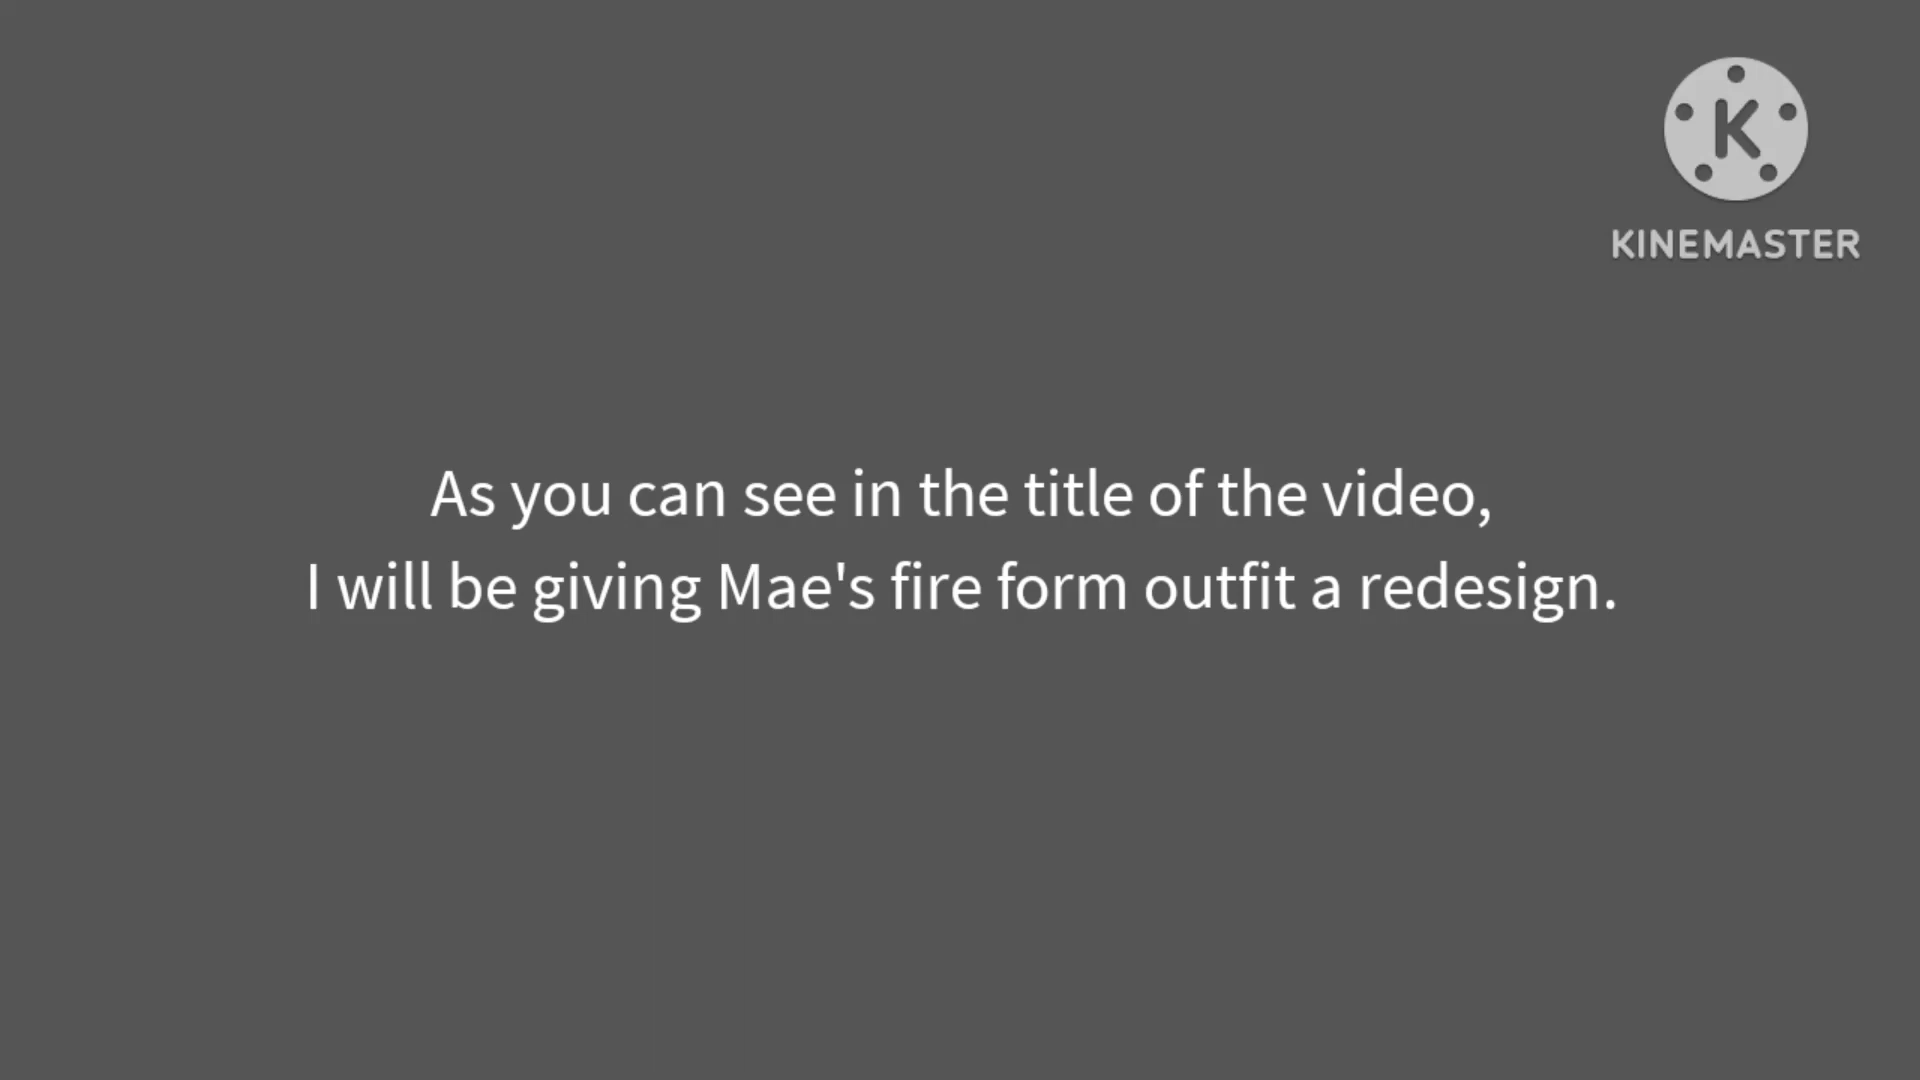 K
KINEMASTER
As you can see in the title of the video,
I will be giving Mae's fire form outfit a redesign.